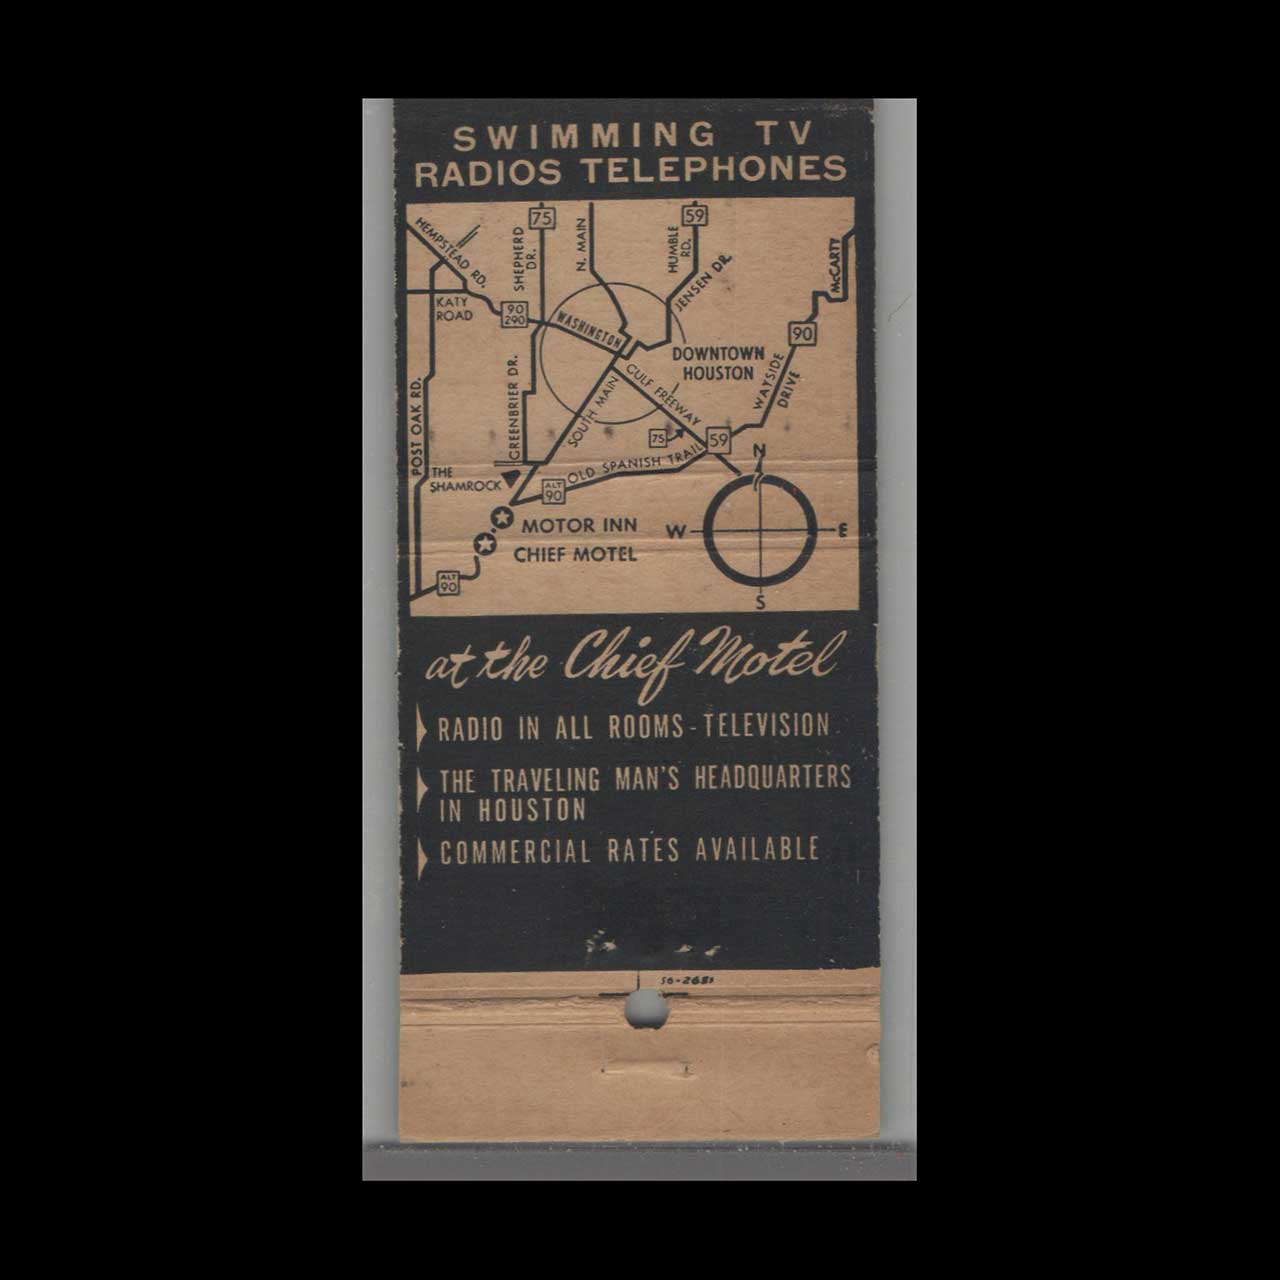 SWIMMING TV
RADIOS TELEPHONES
HEMPSTEAD RD.
75
SHEPHERD
DR.
N. MAIN
59
HUMBLE
RD.
JENSEN DR.
McCARTY
KATY
ROAD
90
290
WASHINGTON
90
DOWNTOWN
HOUSTON
WAYSIDE
DRIVE
POST OAK RD.
GREENBRIER DR.
SOUTH MAIN
GULF FREEWAY
75
59
OLD SPANISH TRAIL
THE
SHAMROCK
ALT
90
N
W
E
S
MOTOR INN
CHIEF MOTEL
ALT
90
at the Chief Motel
RADIO IN ALL ROOMS - TELEVISION
THE TRAVELING MAN'S HEADQUARTERS
IN HOUSTON
COMMERCIAL RATES AVAILABLE